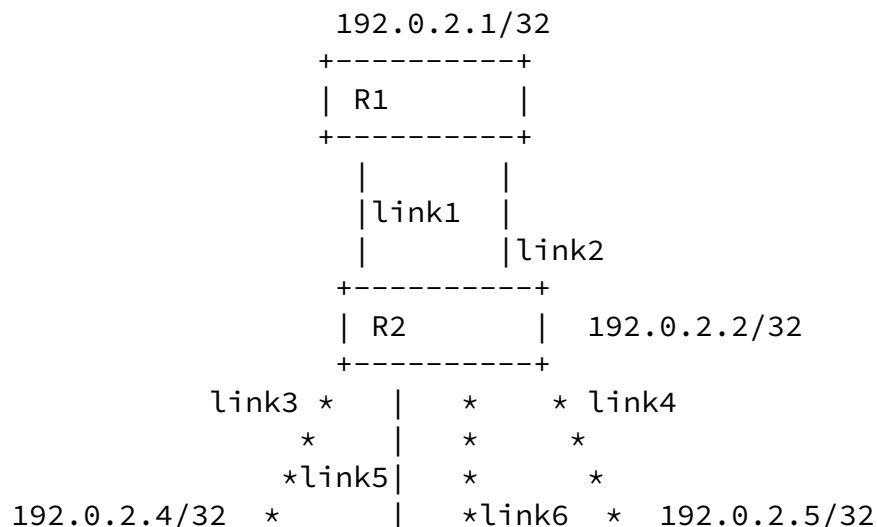 192.0.2.1/32
+----------+
| R1       |
+----------+
|       |
|link1  |
|       |link2
+----------+
| R2       |  192.0.2.2/32
+----------+
link3 *   |   *    * link4
*    |   *     *
*link5|   *      *
192.0.2.4/32  *      |   *link6  *  192.0.2.5/32